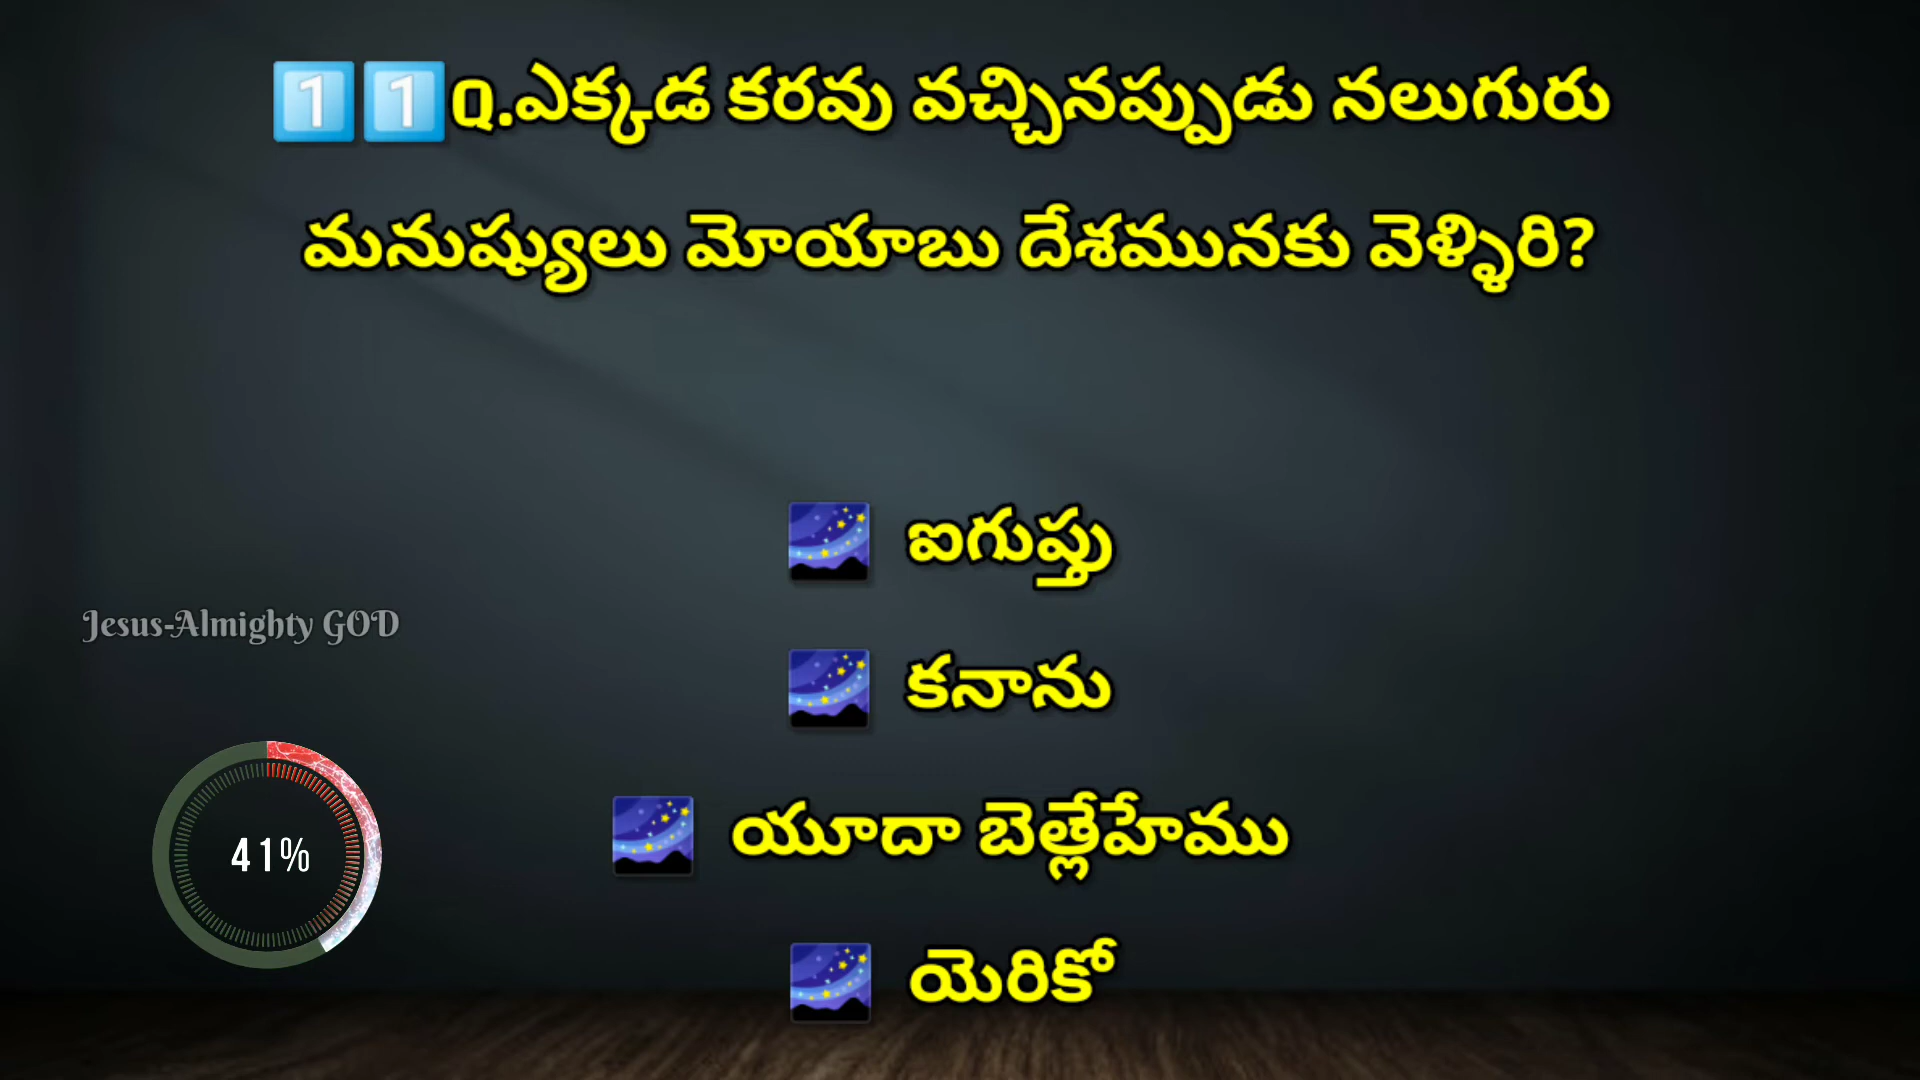 1️⃣1️⃣Q.ఎక్కడ కరవు వచ్చినప్పుడు నలుగురు
మనుష్యులు మోయాబు దేశమునకు వెళ్ళిరి?
ఐగుప్తు
కనాను
యూదా బెత్లేహేము
యెరికో
Jesus-Almighty GOD
41%